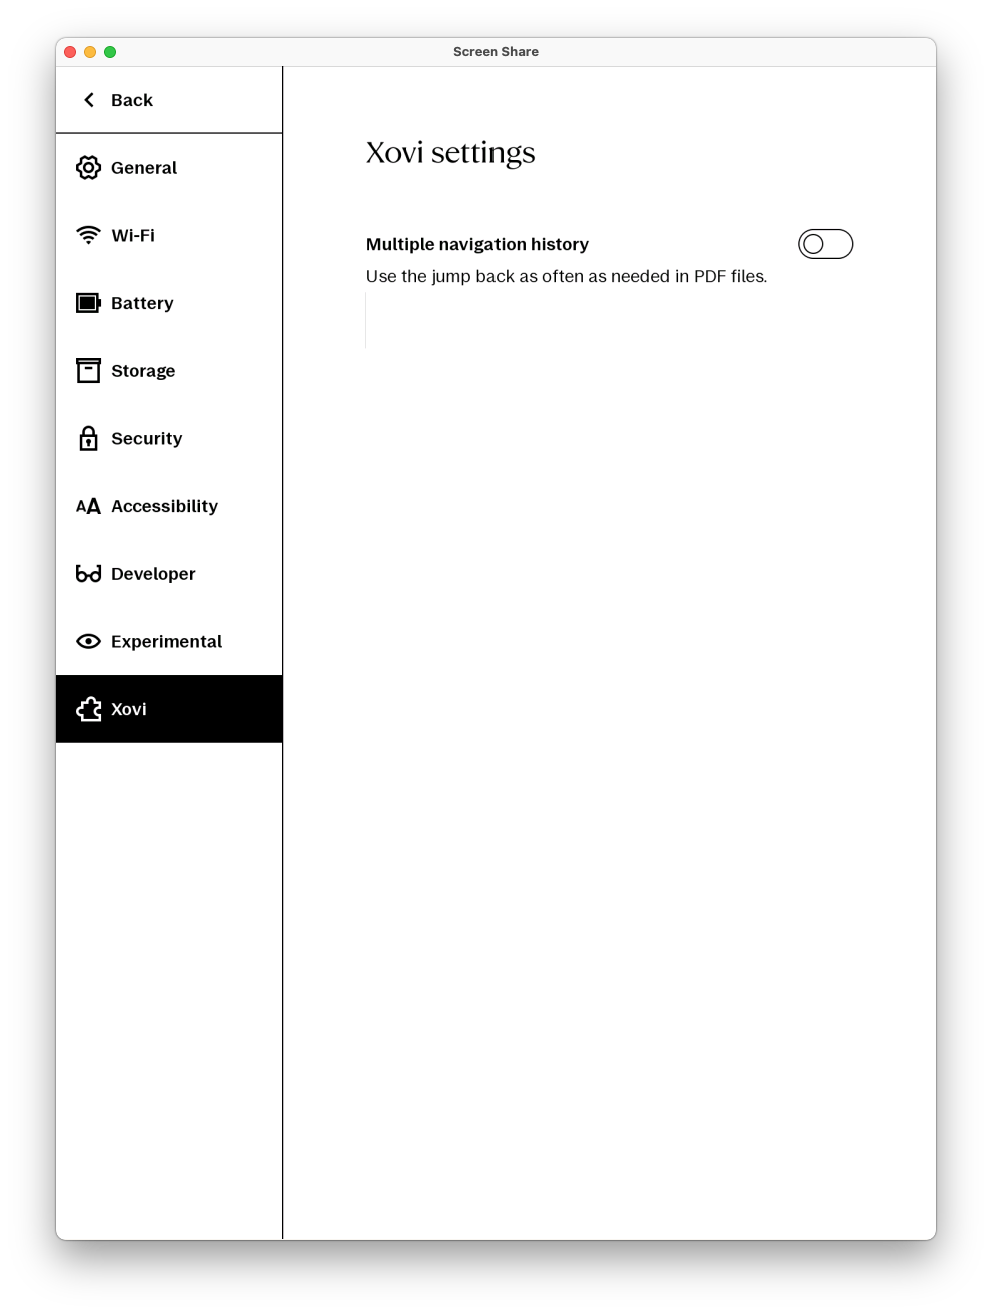 Screen Share
Back
General
Wi-Fi
Battery
Storage
Security
AA Accessibility
Developer
Experimental
Xovi
Xovi settings
Multiple navigation history
Use the jump back as often as needed in PDF files.